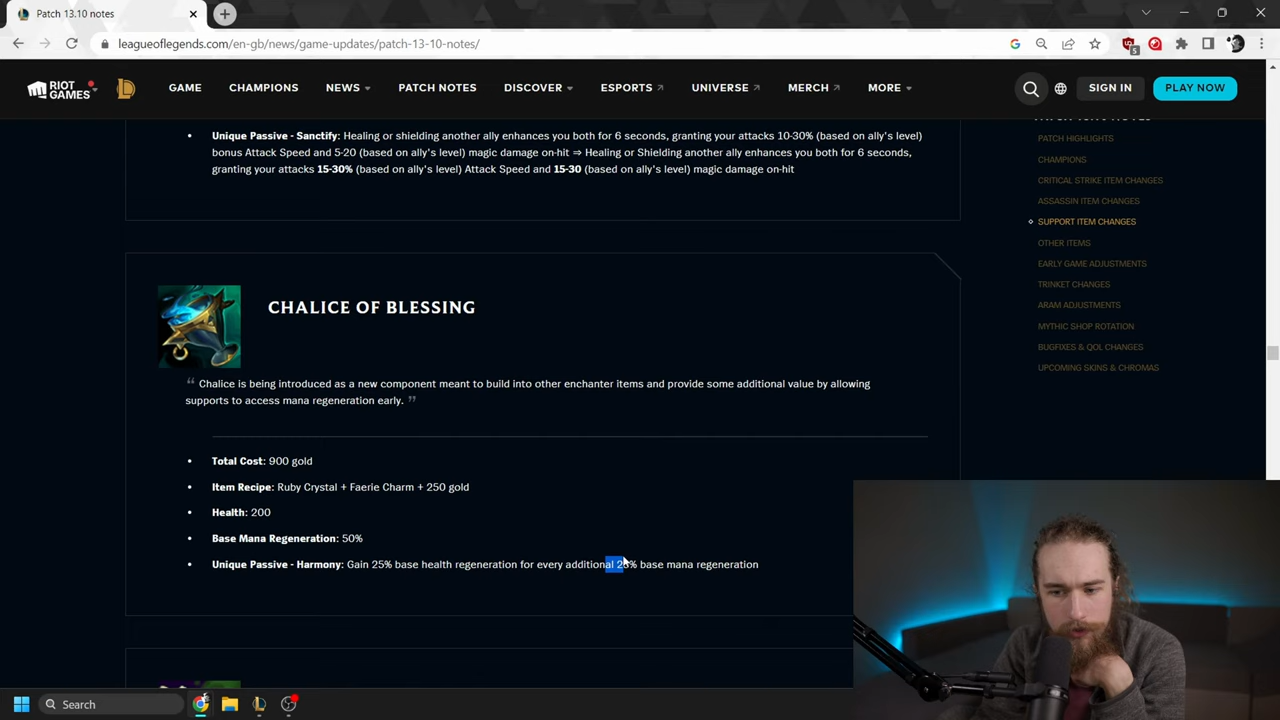 Patch 13.10 notes
leagueoflegends.com/en-gb/news/game-updates/patch-13-10-notes/
5
RIOT GAMES
GAME CHAMPIONS NEWS PATCH NOTES DISCOVER ESPORTS UNIVERSE MERCH MORE SIGN IN PLAY NOW
PATCH HIGHLIGHTS
CHAMPIONS
CRITICAL STRIKE ITEM CHANGES
ASSASSIN ITEM CHANGES
SUPPORT ITEM CHANGES
OTHER ITEMS
EARLY GAME ADJUSTMENTS
TRINKET CHANGES
ARAM ADJUSTMENTS
MYTHIC SHOP ROTATION
BUGFIXES & QOL CHANGES
UPCOMING SKINS & CHROMAS
• Unique Passive - Sanctify: Healing or shielding another ally enhances you both for 6 seconds, granting your attacks 10-30% (based on ally's level)
bonus Attack Speed and 5-20 (based on ally's level) magic damage on-hit ⇒ Healing or Shielding another ally enhances you both for 6 seconds,
granting your attacks 15-30% (based on ally's level) Attack Speed and 15-30 (based on ally's level) magic damage on-hit
CHALICE OF BLESSING
“ Chalice is being introduced as a new component meant to build into other enchanter items and provide some additional value by allowing
supports to access mana regeneration early. ”
• Total Cost: 900 gold
• Item Recipe: Ruby Crystal + Faerie Charm + 250 gold
• Health: 200
• Base Mana Regeneration: 50%
• Unique Passive - Harmony: Gain 25% base health regeneration for every additional 25% base mana regeneration
Search